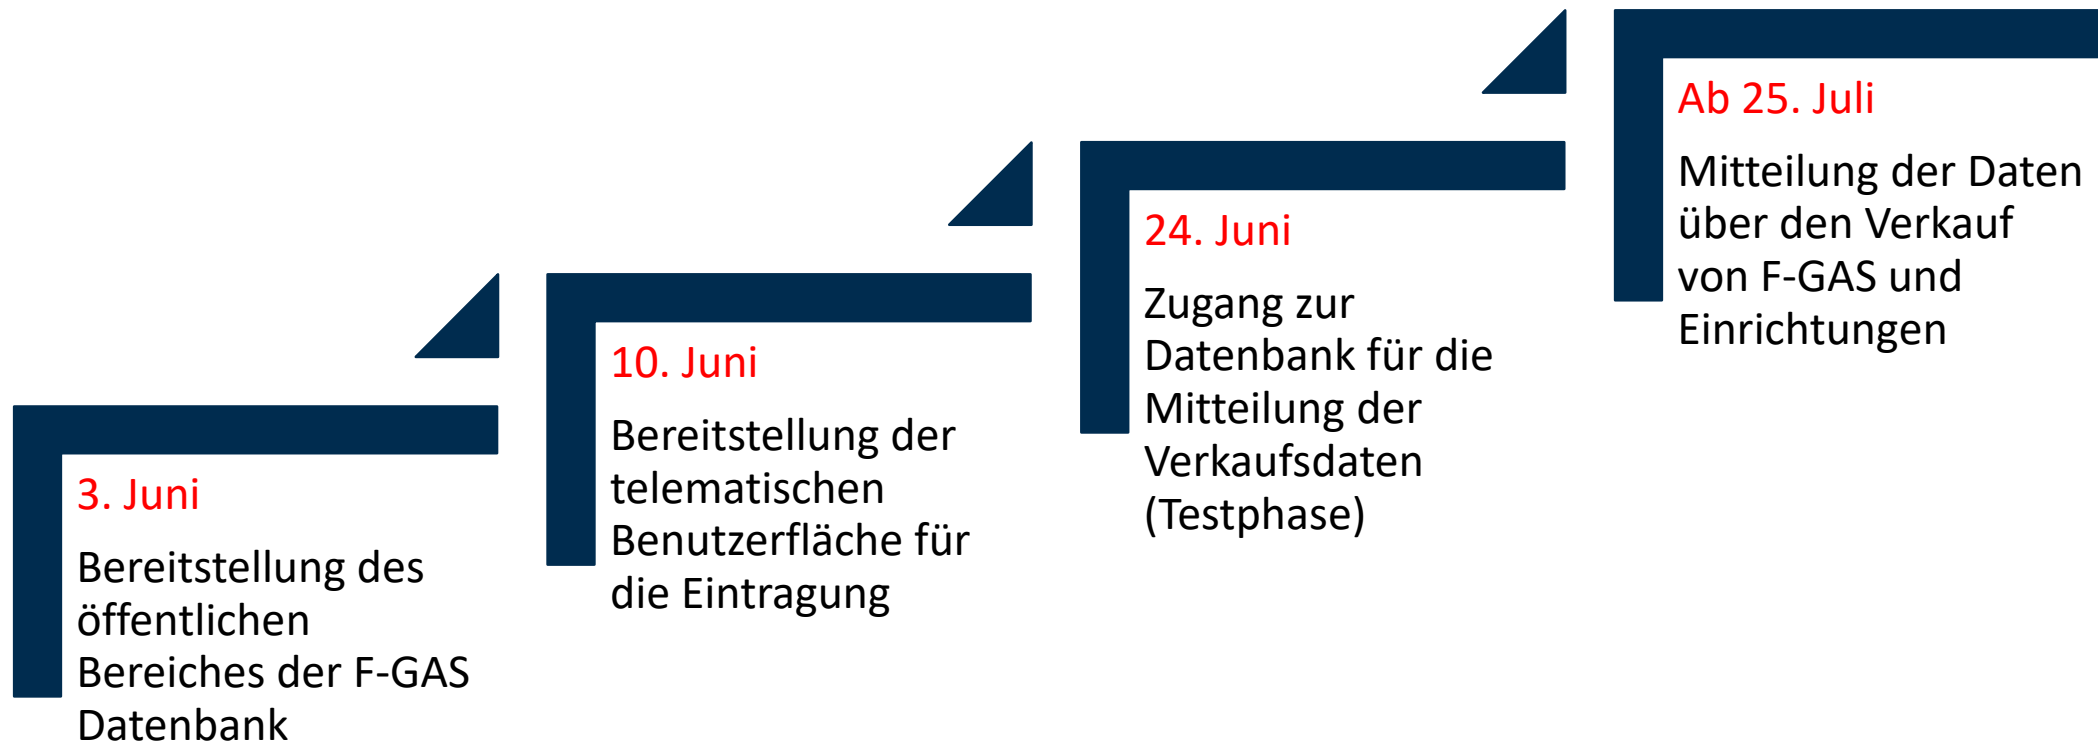 3. Juni
Bereitstellung des
öffentlichen
Bereiches der F-GAS
Datenbank
10. Juni
Bereitstellung der
telematischen
Benutzerfläche für
die Eintragung
24. Juni
Zugang zur
Datenbank für die
Mitteilung der
Verkaufsdaten
(Testphase)
Ab 25. Juli
Mitteilung der Daten
über den Verkauf
von F-GAS und
Einrichtungen